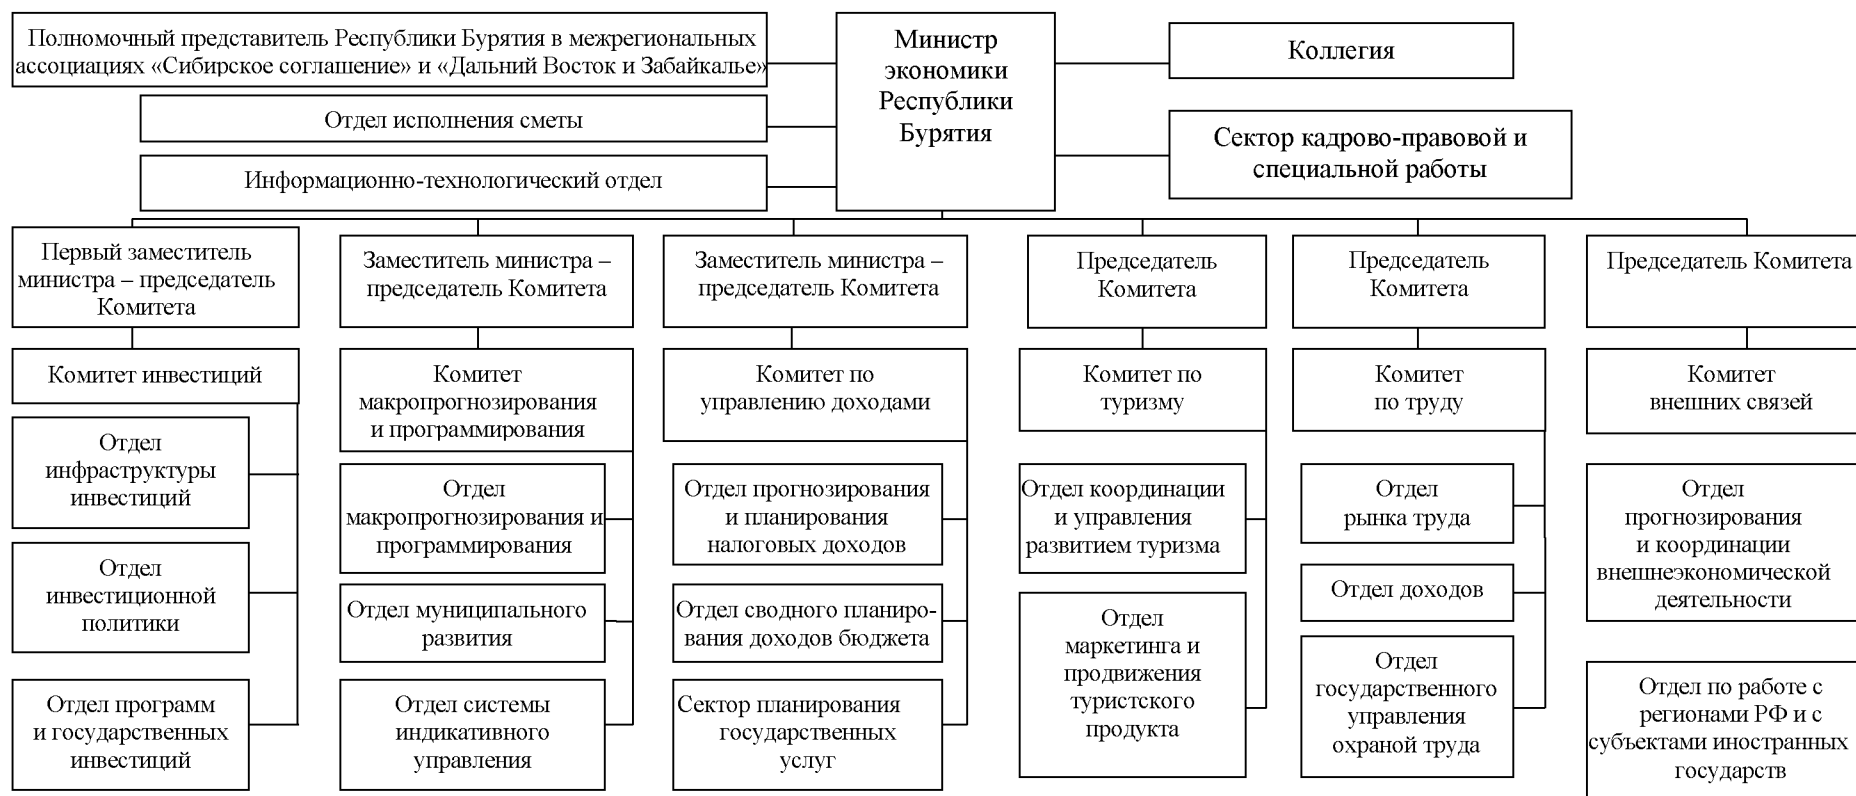 Полномочный представитель Республики Бурятия в межрегиональных
ассоциациях «Сибирское соглашение» и «Дальний Восток и Забайкалье»
Отдел исполнения сметы
Информационно-технологический отдел
Министр
экономики
Республики
Бурятия
Коллегия
Сектор кадрово-правовой и
специальной работы
Первый заместитель
министра – председатель
Комитета
Заместитель министра –
председатель Комитета
Заместитель министра –
председатель Комитета
Председатель
Комитета
Председатель
Комитета
Председатель Комитета
Комитет инвестиций
Комитет
макропрогнозирования
и программирования
Комитет по
управлению доходами
Комитет по
туризму
Комитет
по труду
Комитет
внешних связей
Отдел
инфраструктуры
инвестиций
Отдел
макропрогнозирования и
программирования
Отдел прогнозирования
и планирования
налоговых доходов
Отдел координации
и управления
развитием туризма
Отдел
рынка труда
Отдел
прогнозирования
и координации
внешнеэкономической
деятельности
Отдел
инвестиционной
политики
Отдел муниципального
развития
Отдел сводного планиро-
вания доходов бюджета
Отдел
маркетинга и
продвижения
туристского
продукта
Отдел доходов
Отдел программ
и государственных
инвестиций
Отдел системы
индикативного
управления
Сектор планирования
государственных
услуг
Отдел
государственного
управления
охраной труда
Отдел по работе с
регионами РФ и с
субъектами иностранных
государств